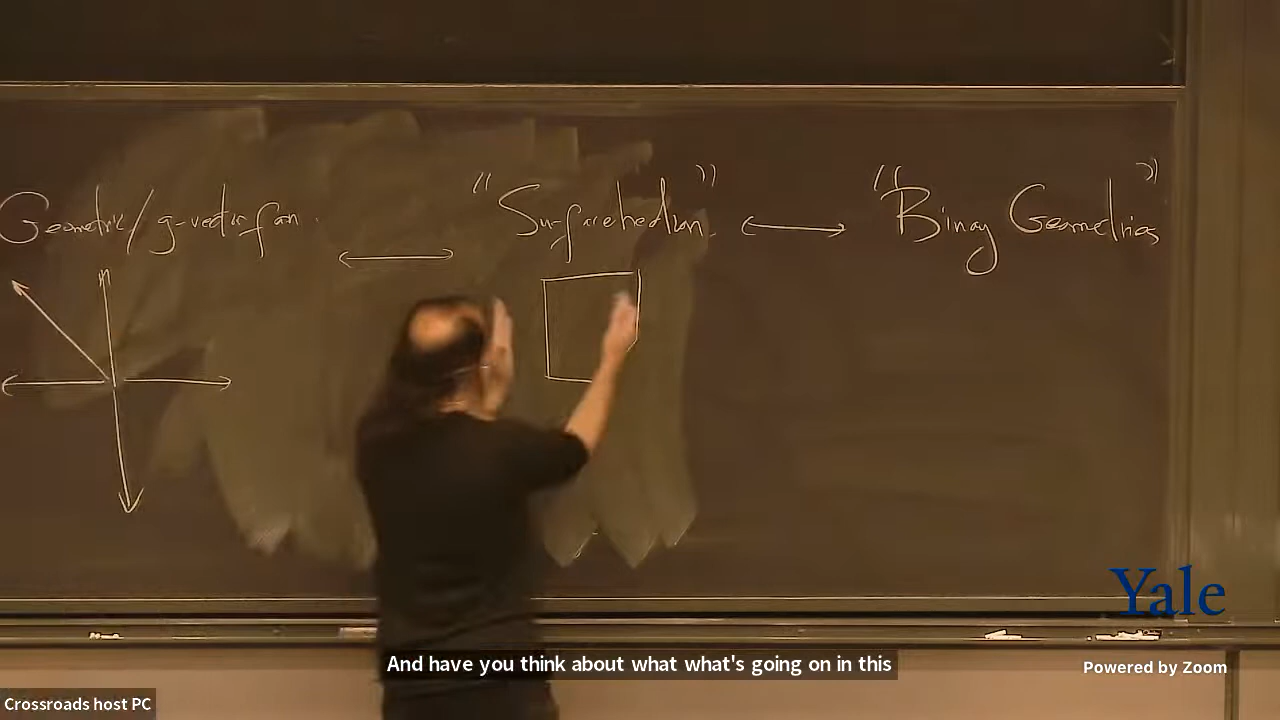 Geometric/g-vector fan.
"Surfacehedron"
"Binary Geometries"
Yale
And have you think about what what's going on in this
Powered by Zoom
Crossroads host PC